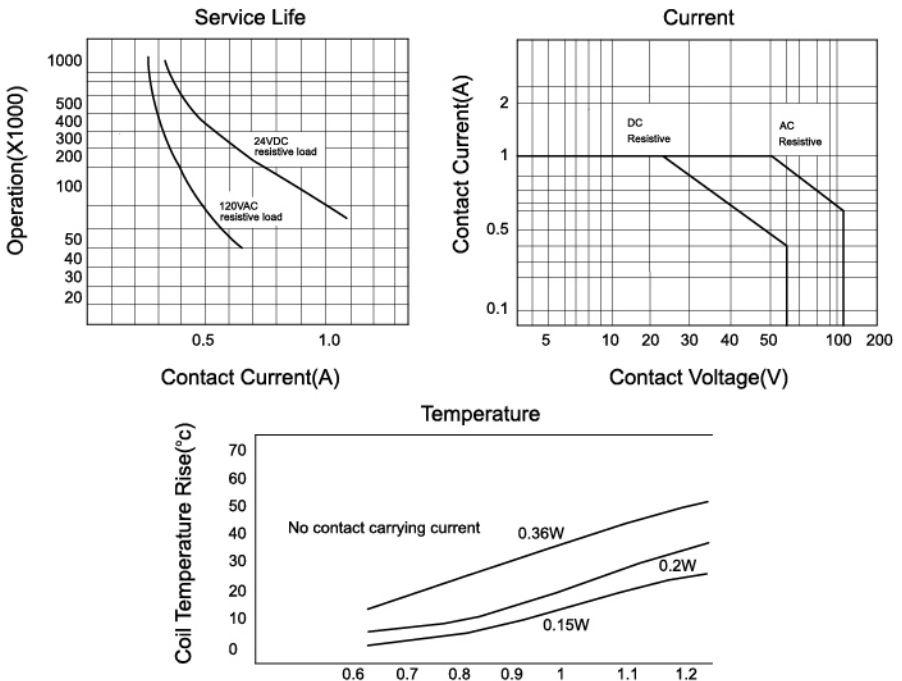 Service Life
Operation(X1000)
1000
500
400
300
200
100
50
40
30
20
24VDC
resistive load
120VAC
resistive load
0.5 1.0
Contact Current(A)
Current
Contact Current(A)
2
1
0.5
0.1
DC
Resistive
AC
Resistive
5 10 20 30 40 50 100 200
Contact Voltage(V)
Temperature
Coil Temperature Rise(°c)
70
60
50
40
30
20
10
0
No contact carrying current
0.36W
0.2W
0.15W
0.6 0.7 0.8 0.9 1 1.1 1.2